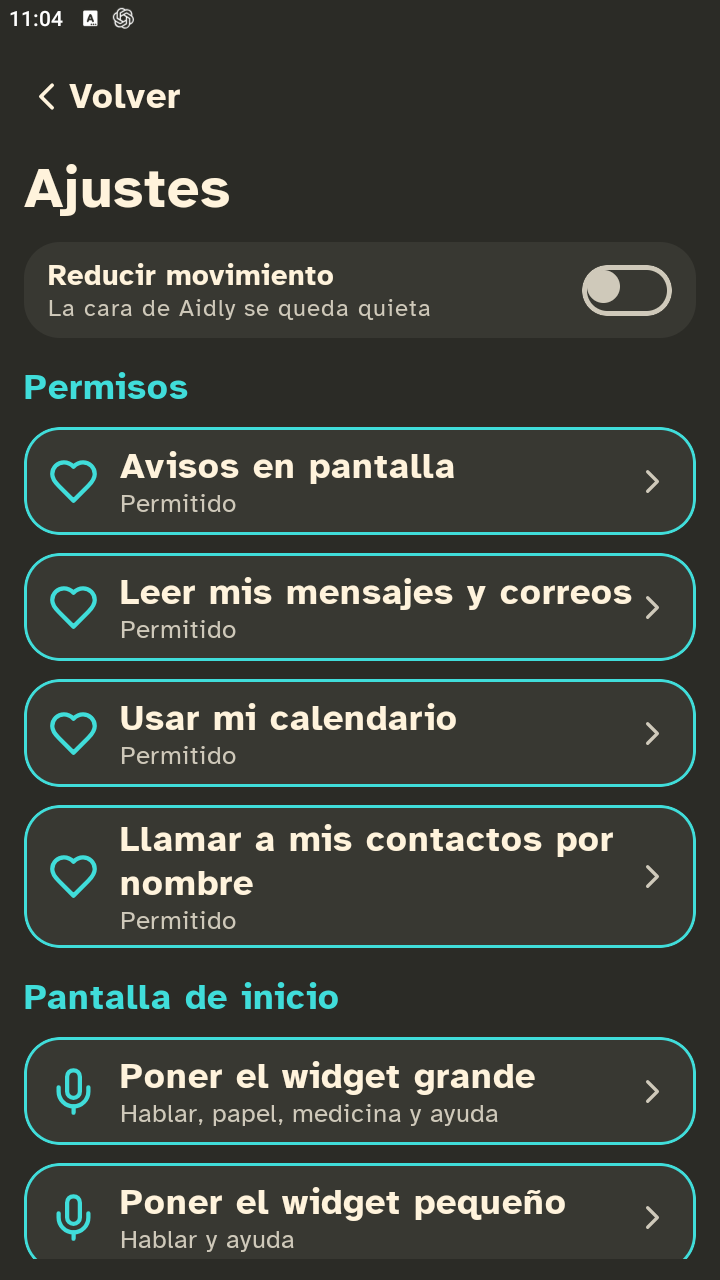 11:04
Volver
Ajustes
Reducir movimiento
La cara de Aidly se queda quieta
Permisos
Avisos en pantalla
Permitido
Leer mis mensajes y correos
Permitido
Usar mi calendario
Permitido
Llamar a mis contactos por
nombre
Permitido
Pantalla de inicio
Poner el widget grande
Hablar, papel, medicina y ayuda
Poner el widget pequeño
Hablar y ayuda